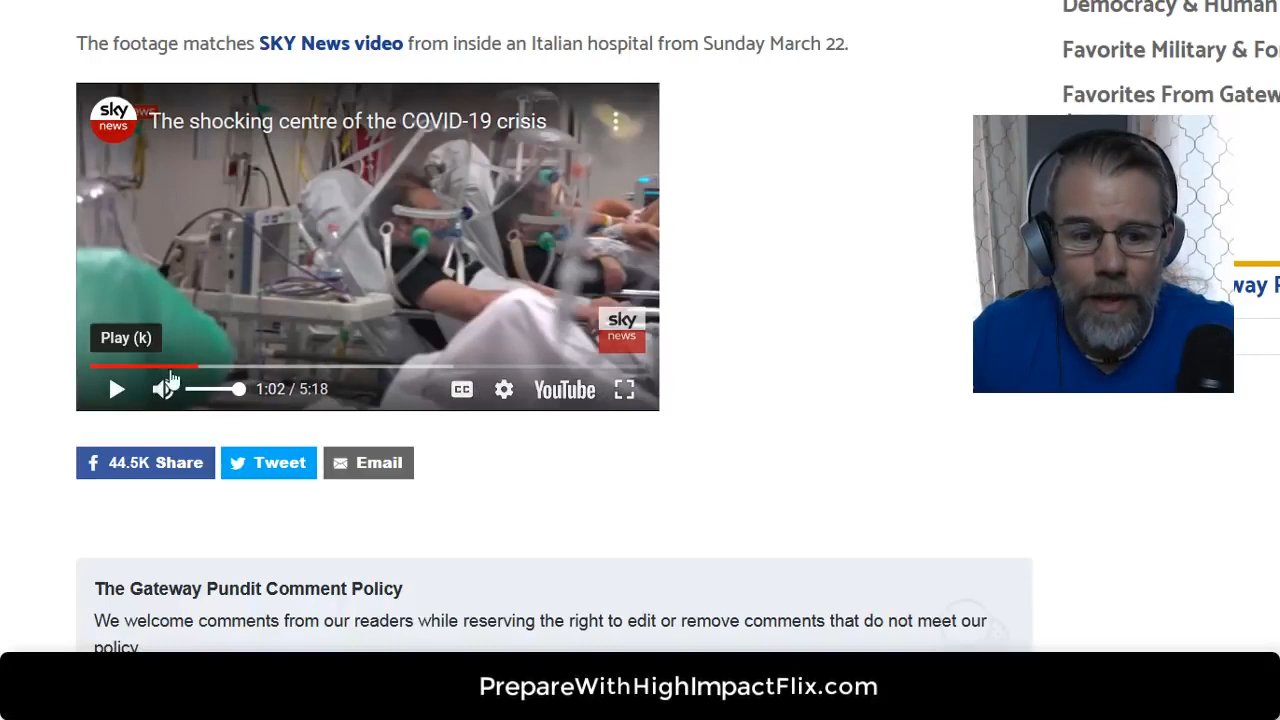 Democracy & Human
The footage matches SKY News video from inside an Italian hospital from Sunday March 22.
Favorite Military & Fo
Favorites From Gatew
sky news
The shocking centre of the COVID-19 crisis
way P
sky news
Play (k)
1:02 / 5:18
CC
YouTube
f 44.5K Share
Tweet
Email
The Gateway Pundit Comment Policy
We welcome comments from our readers while reserving the right to edit or remove comments that do not meet our
policy.
PrepareWithHighImpactFlix.com